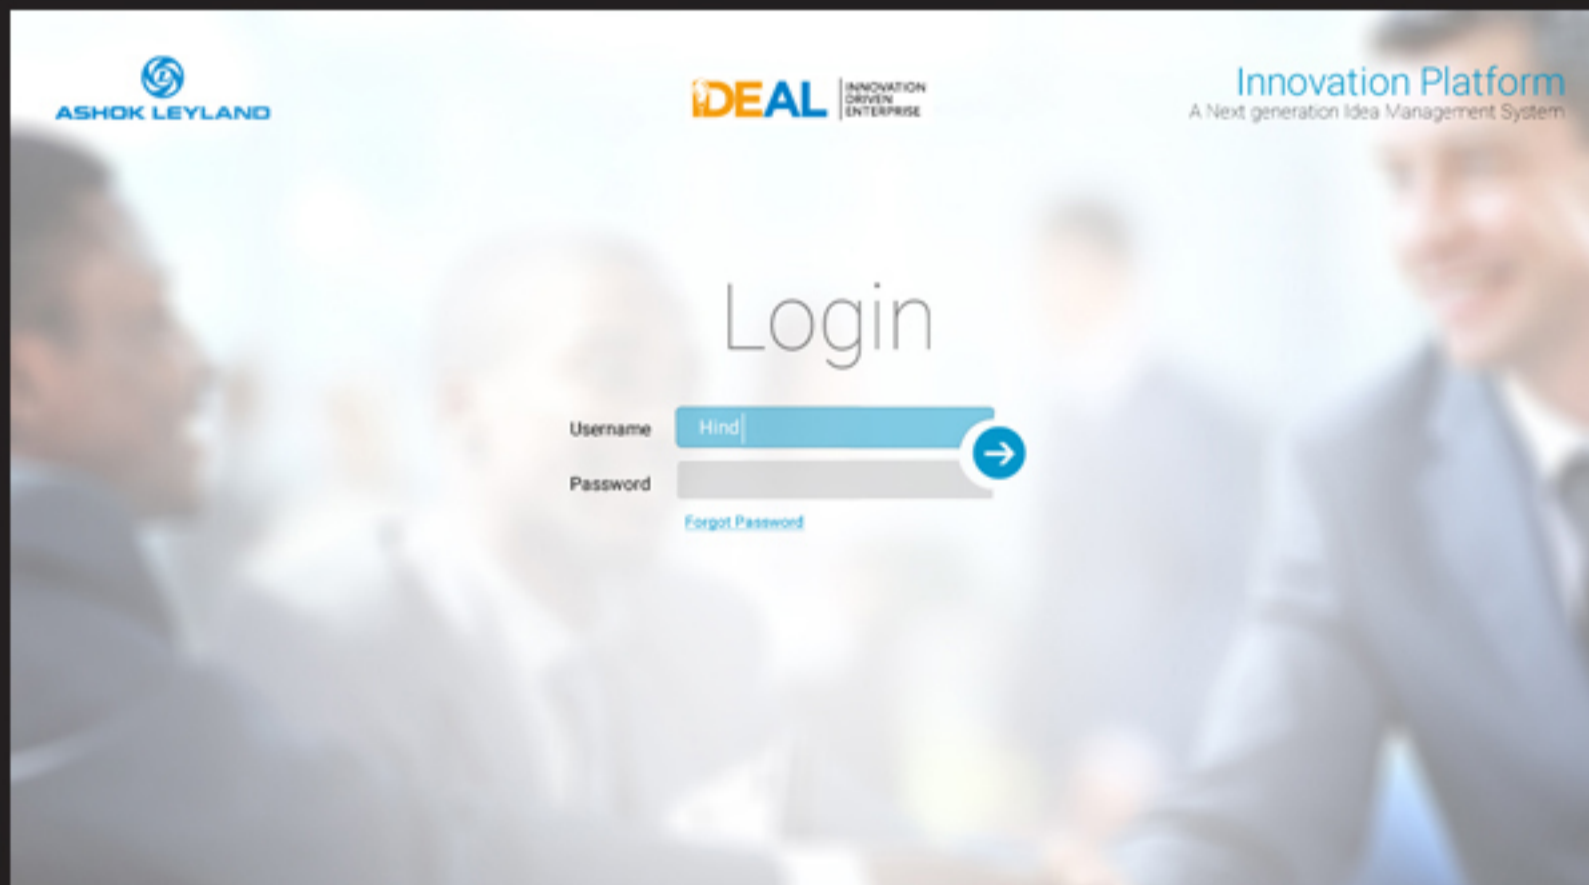 ASHOK LEYLAND
iDEAL
INNOVATION
DRIVEN
ENTERPRISE
Innovation Platform
A Next generation Idea Management System
Login
Username
Hind
Password
Forgot Password